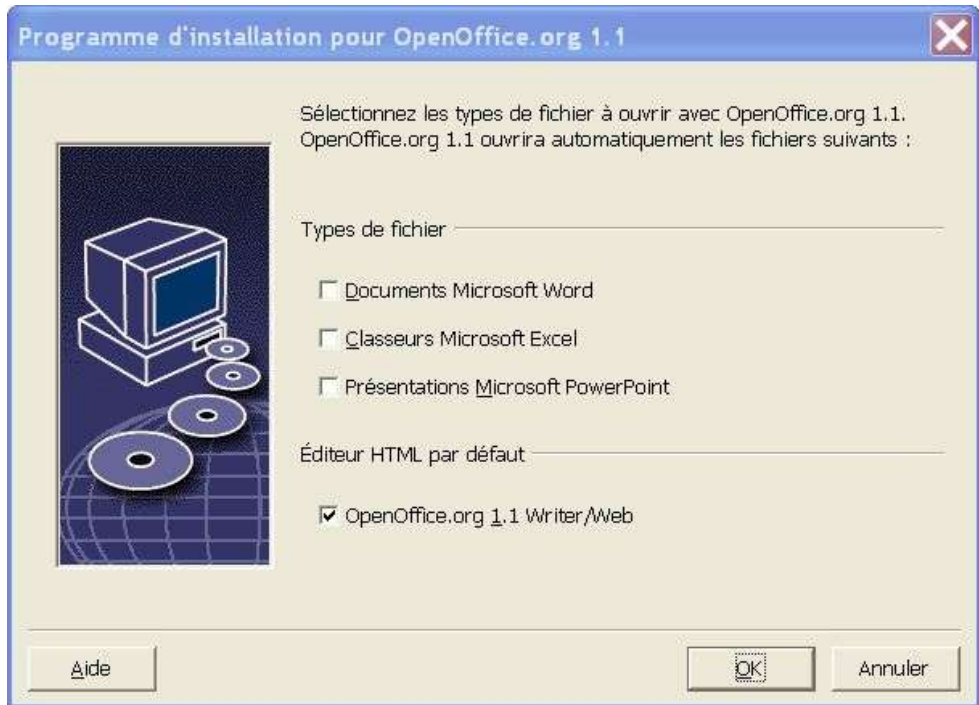 Programme d'installation pour OpenOffice.org 1.1
Sélectionnez les types de fichier à ouvrir avec OpenOffice.org 1.1.
OpenOffice.org 1.1 ouvrira automatiquement les fichiers suivants :
Types de fichier
Documents Microsoft Word
Classeurs Microsoft Excel
Présentations Microsoft PowerPoint
Éditeur HTML par défaut
OpenOffice.org 1.1 Writer/Web
Aide
OK
Annuler